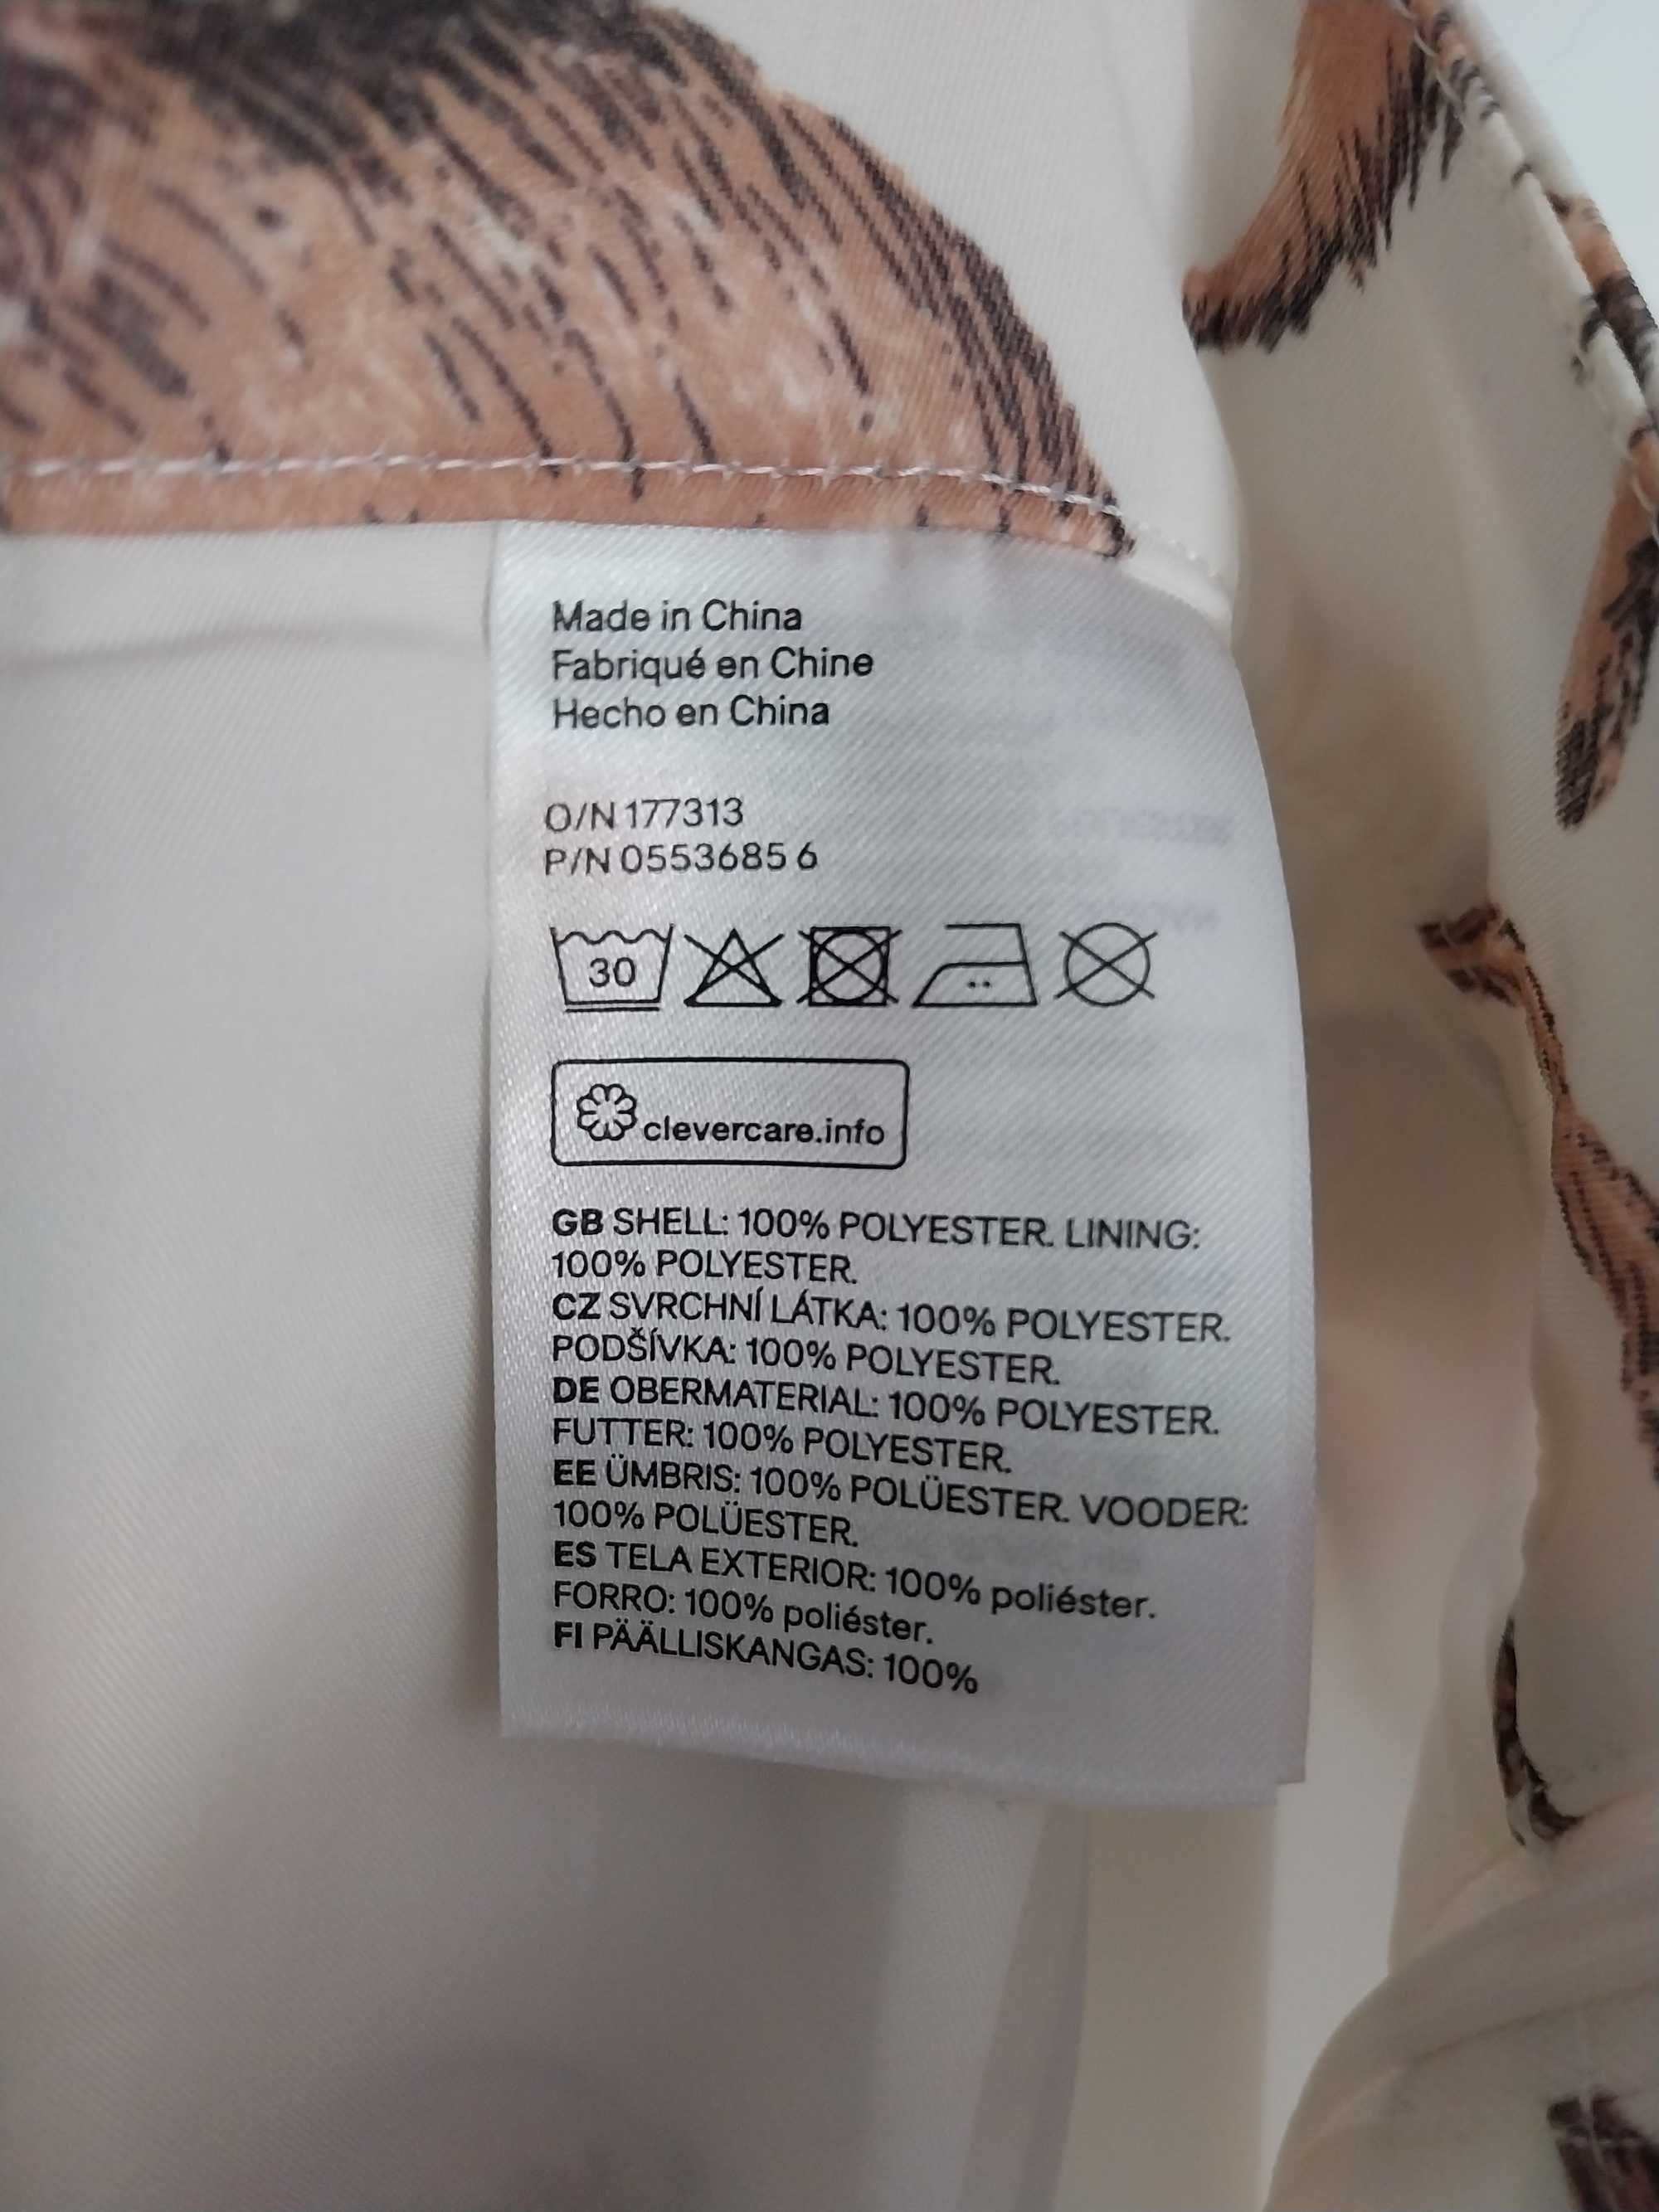 Made in China
Fabriqué en Chine
Hecho en China
O/N 177313
P/N 0553685 6
30
clevercare.info
GB SHELL: 100% POLYESTER. LINING:
100% POLYESTER.
CZ SVRCHNÍ LÁTKA: 100% POLYESTER.
PODŠÍVKA: 100% POLYESTER.
DE OBERMATERIAL: 100% POLYESTER.
FUTTER: 100% POLYESTER.
EE ÜMBRIS: 100% POLÜESTER. VOODER:
100% POLÜESTER.
ES TELA EXTERIOR: 100% poliéster.
FORRO: 100% poliéster.
FI PÄÄLLISKANGAS: 100%